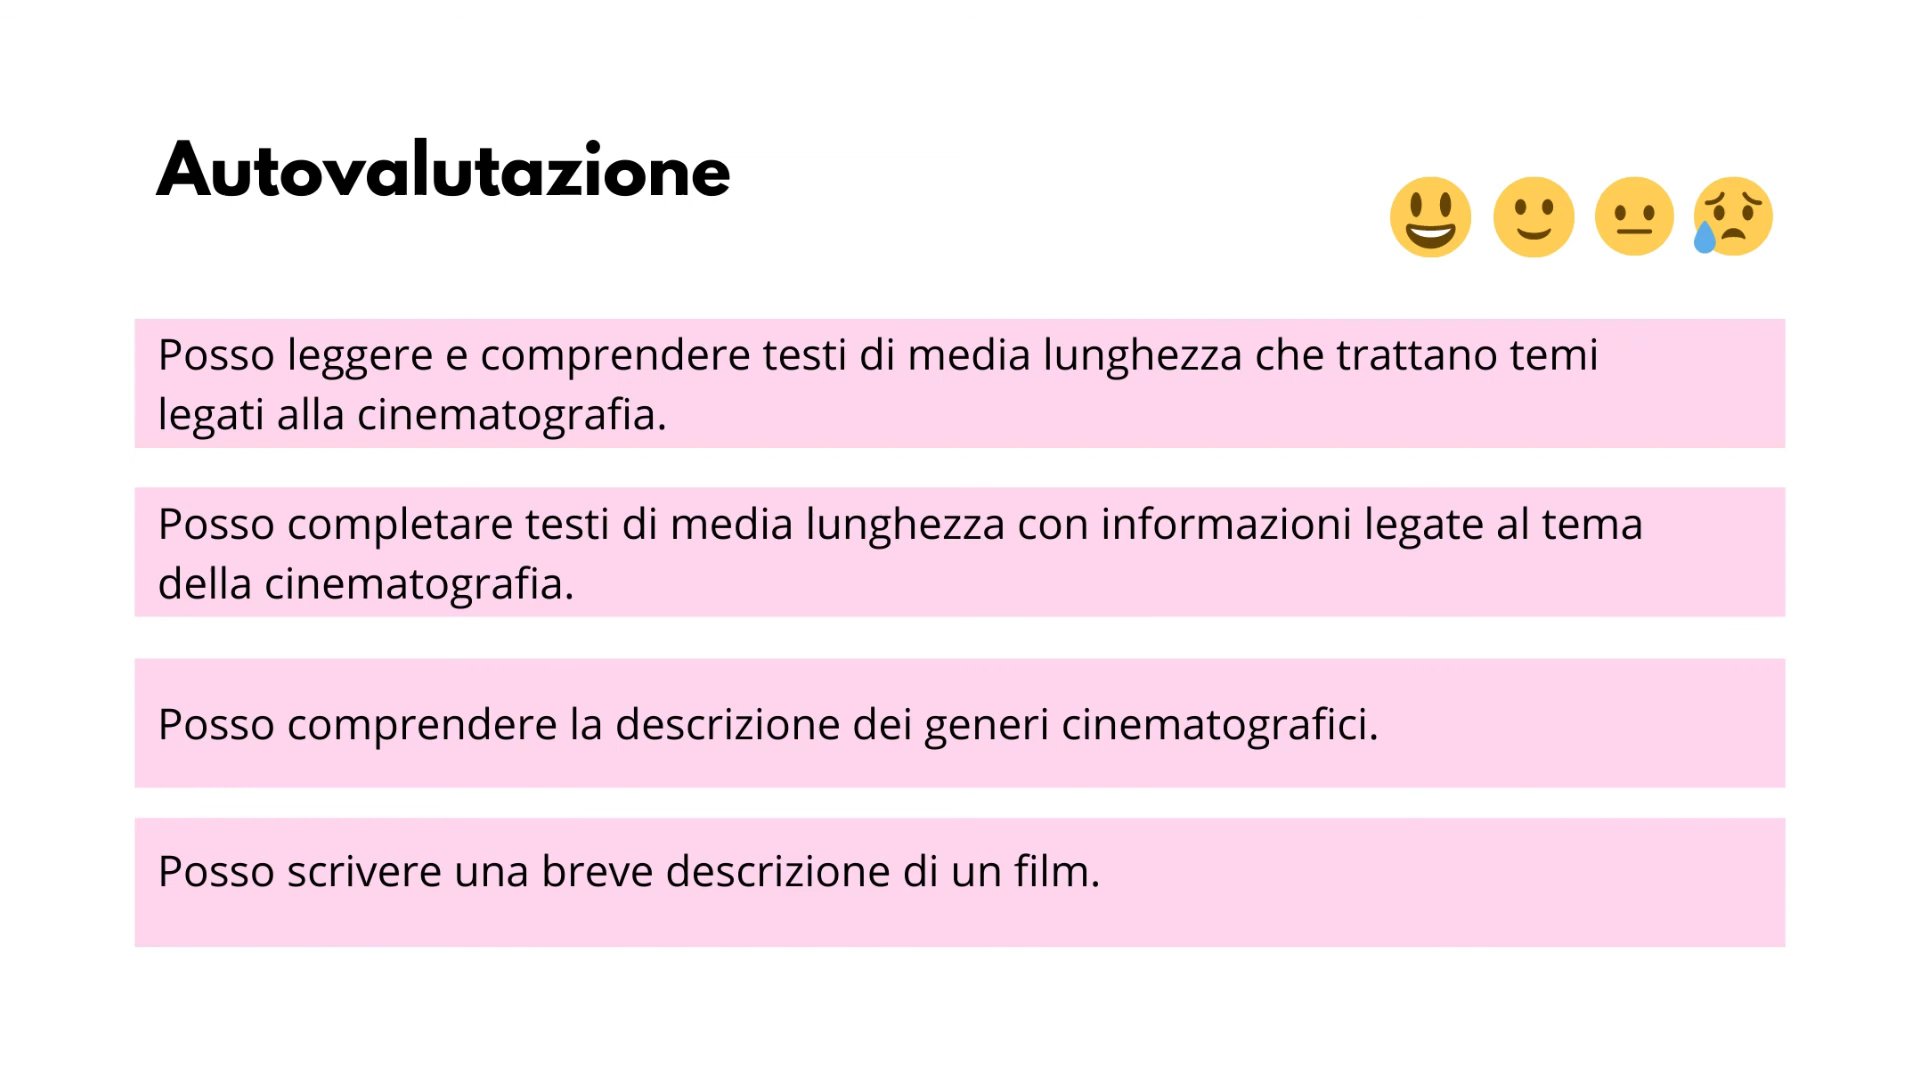 Autovalutazione
Posso leggere e comprendere testi di media lunghezza che trattano temi
legati alla cinematografia.
Posso completare testi di media lunghezza con informazioni legate al tema
della cinematografia.
Posso comprendere la descrizione dei generi cinematografici.
Posso scrivere una breve descrizione di un film.